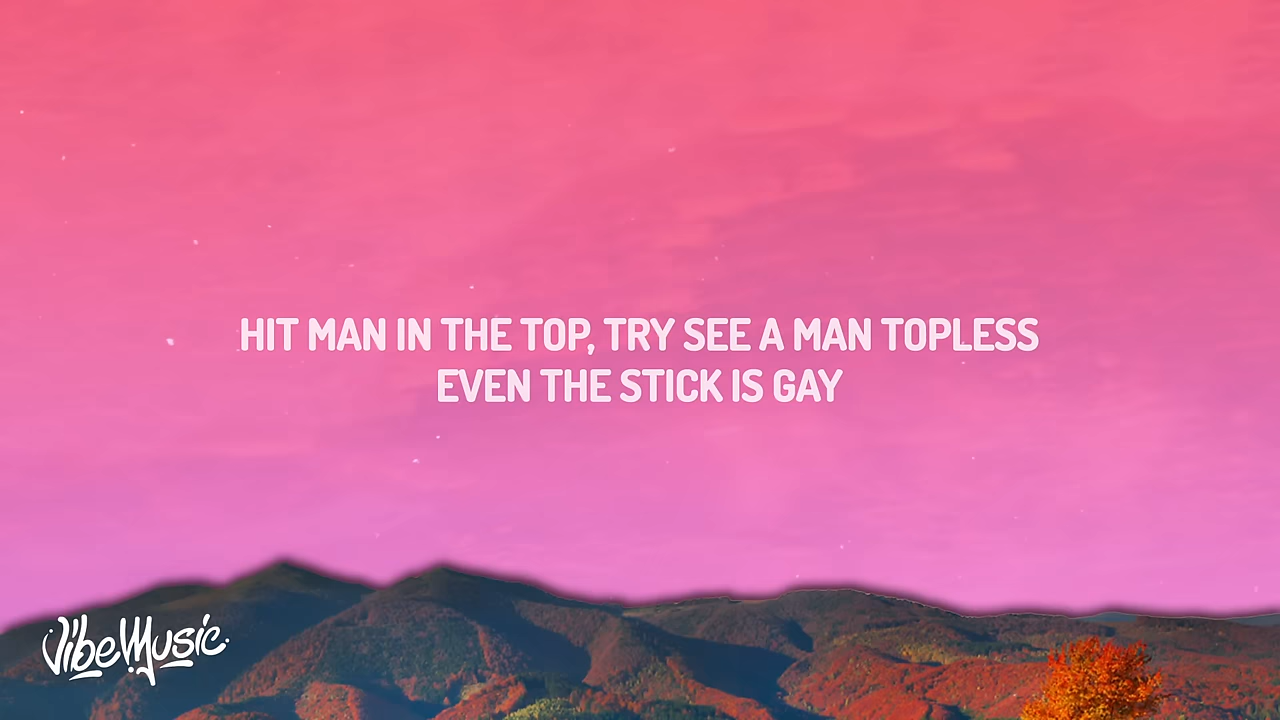 HIT MAN IN THE TOP, TRY SEE A MAN TOPLESS
EVEN THE STICK IS GAY
VibeMusic